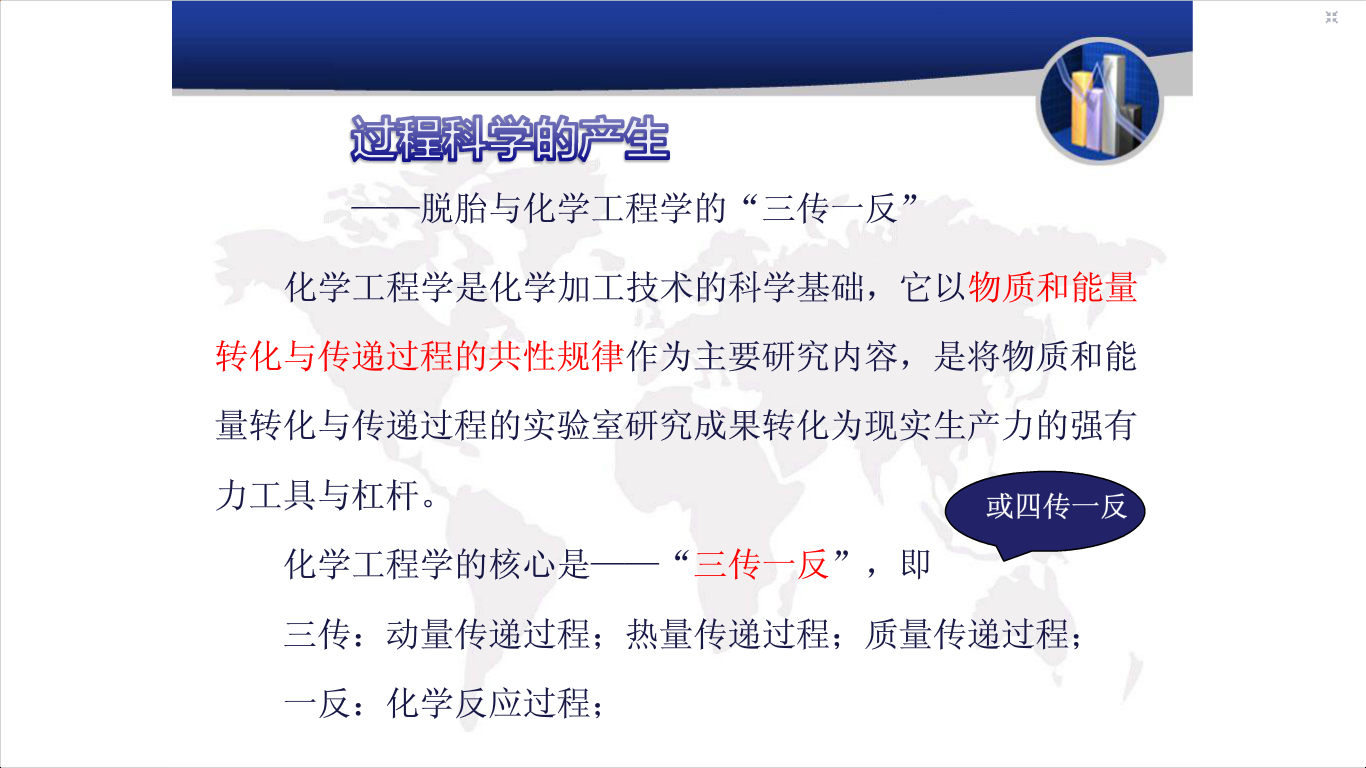 过程科学的产生
——脱胎与化学工程学的“三传一反”
化学工程学是化学加工技术的科学基础，它以物质和能量
转化与传递过程的共性规律作为主要研究内容，是将物质和能
量转化与传递过程的实验室研究成果转化为现实生产力的强有
力工具与杠杆。
或四传一反
化学工程学的核心是——“三传一反”，即
三传：动量传递过程；热量传递过程；质量传递过程；
一反：化学反应过程；